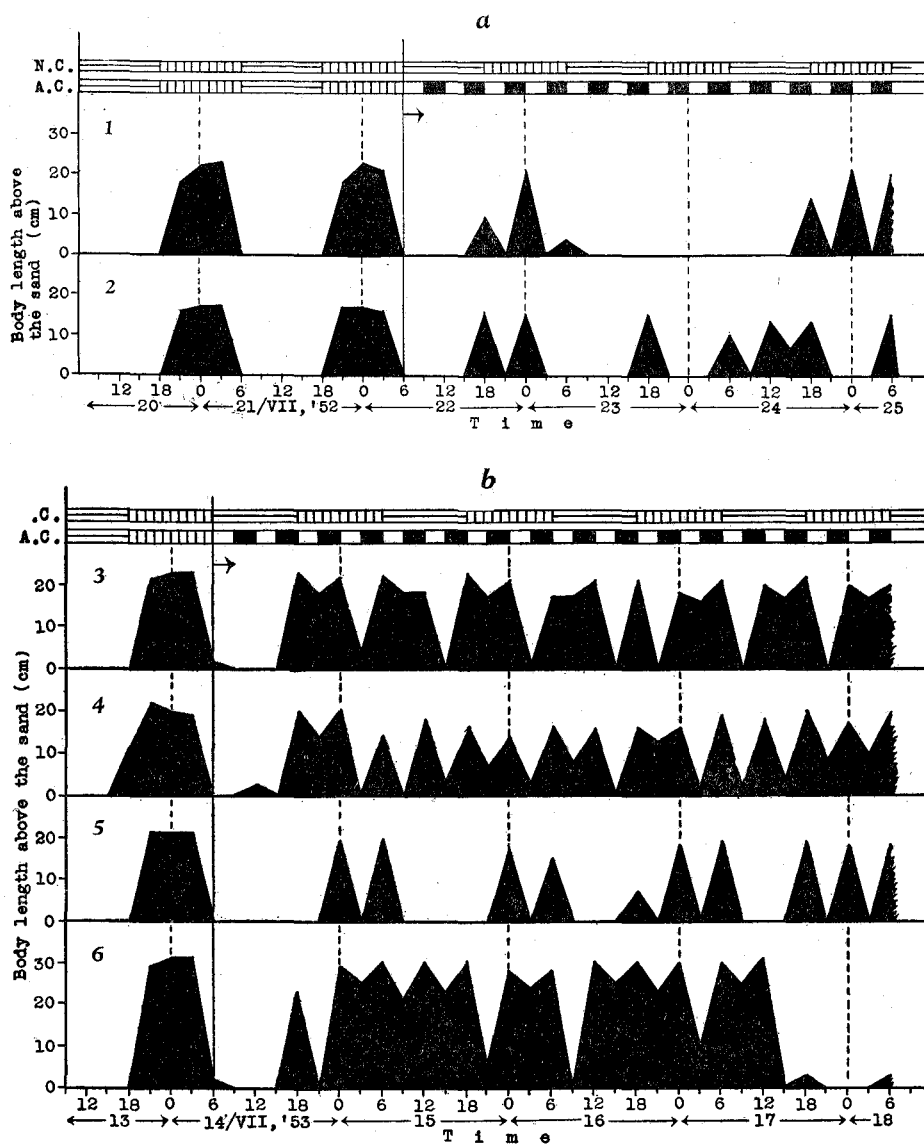 a
N.C.
A.C.
1
30
20
10
0
2
20
10
0
Body length above
the sand (cm)
12 18 0 6 12 18 0 6 12 18 0 6 12 18 0 6 12 18 0 6
20 21/VII,'52 22 23 24 25
T i m e
b
.C.
A.C.
3
20
10
0
4
20
10
0
5
20
10
0
6
30
20
10
0
Body length above the sand (cm)
12 18 0 6 12 18 0 6 12 18 0 6 12 18 0 6 12 18 0 6
13 14/VII,'53 15 16 17 18
T i m e